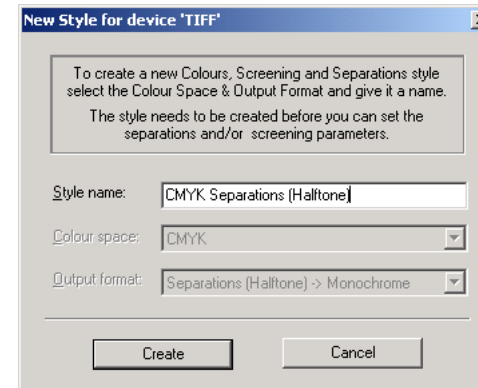 New Style for device 'TIFF'
To create a new Colours, Screening and Separations style
select the Colour Space & Output Format and give it a name.
The style needs to be created before you can set the
separations and/or screening parameters.
Style name: CMYK Separations (Halftone)
Colour space: CMYK
Output format: Separations (Halftone) -> Monochrome
Create Cancel